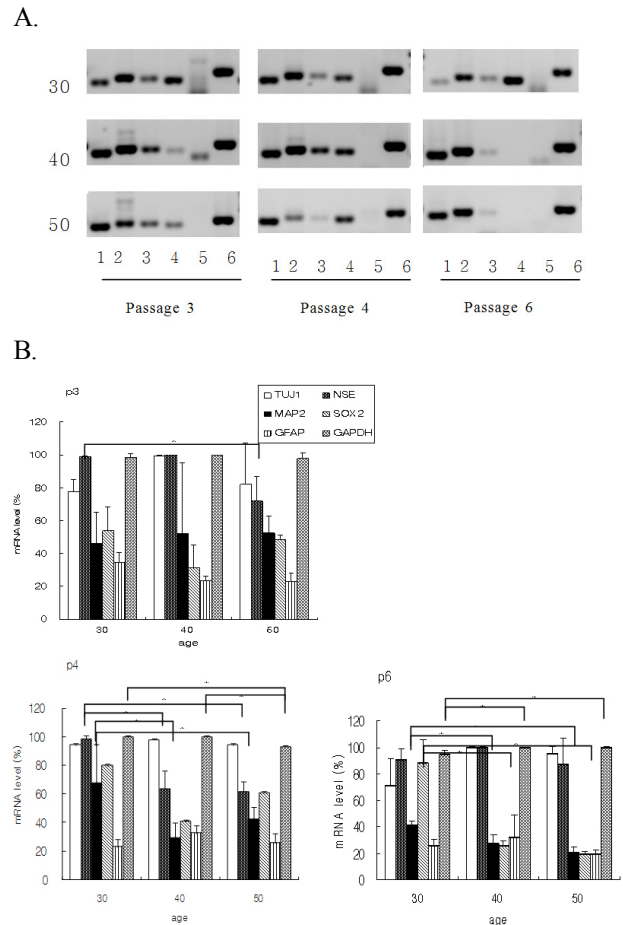 A.
30
40
50
1 2 3 4 5 6 1 2 3 4 5 6 1 2 3 4 5 6
Passage 3 Passage 4 Passage 6
B.
p3
TUJ1 NSE
MAP2 SOX2
GFAP GAPDH
120
100
80
60
40
20
0
mRNA level (%
30 40 60
age
p4
120
100
80
60
40
20
0
mRNA level (%)
30 40 50
age
p6
120
100
80
60
40
20
0
mRNA level (%)
30 40 50
age